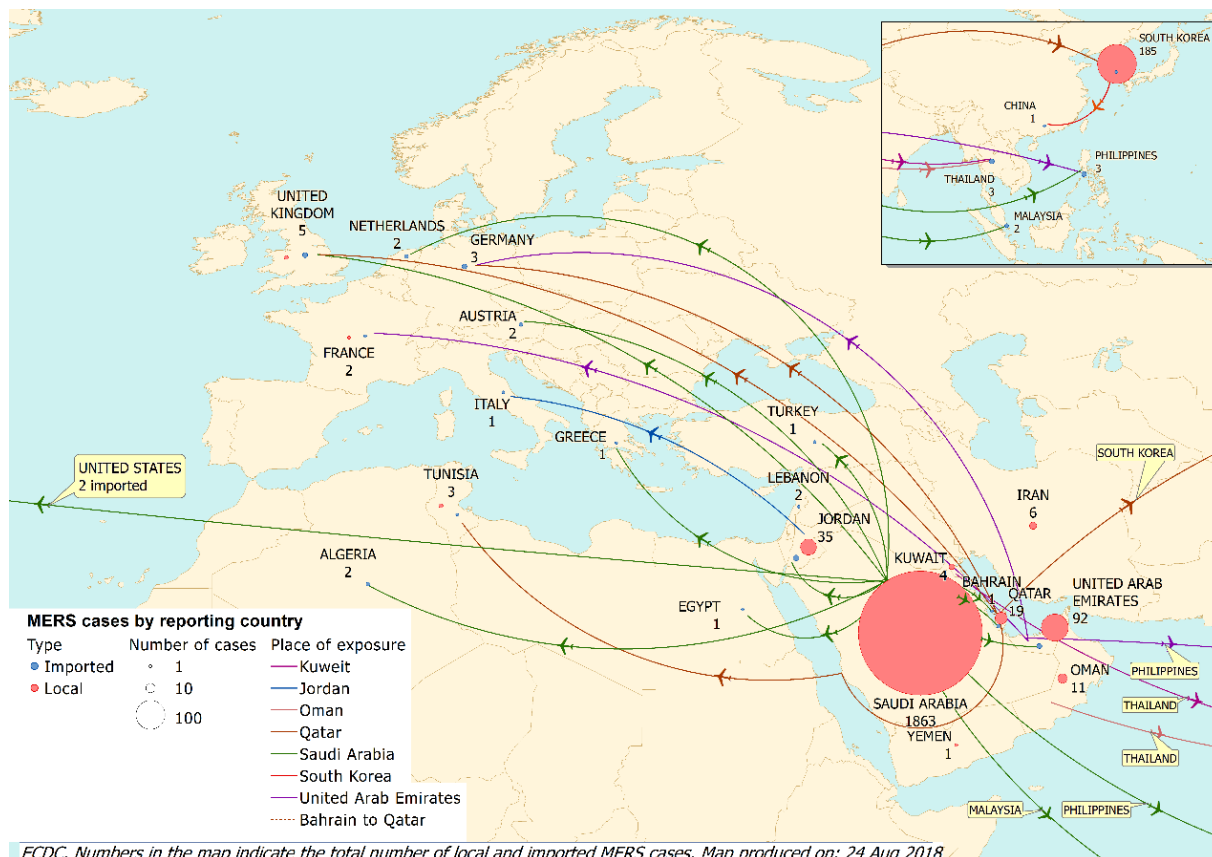 SOUTH KOREA
185
CHINA
1
PHILIPPINES
3
THAILAND
3
MALAYSIA
2
UNITED
KINGDOM
5
NETHERLANDS
2
GERMANY
3
AUSTRIA
2
FRANCE
2
ITALY
1
GREECE
1
TURKEY
1
UNITED STATES
2 imported
TUNISIA
3
LEBANON
2
JORDAN
35
IRAN
6
SOUTH KOREA
ALGERIA
2
KUWAIT
4
BAHRAIN
1
QATAR
19
UNITED ARAB
EMIRATES
92
EGYPT
1
OMAN
11
SAUDI ARABIA
1863
YEMEN
1
PHILIPPINES
THAILAND
THAILAND
MALAYSIA
PHILIPPINES
MERS cases by reporting country
Type
Imported
Local
Number of cases
1
10
100
Place of exposure
Kuweit
Jordan
Oman
Qatar
Saudi Arabia
South Korea
United Arab Emirates
Bahrain to Qatar
ECDC. Numbers in the map indicate the total number of local and imported MERS cases. Map produced on: 24 Aug 2018